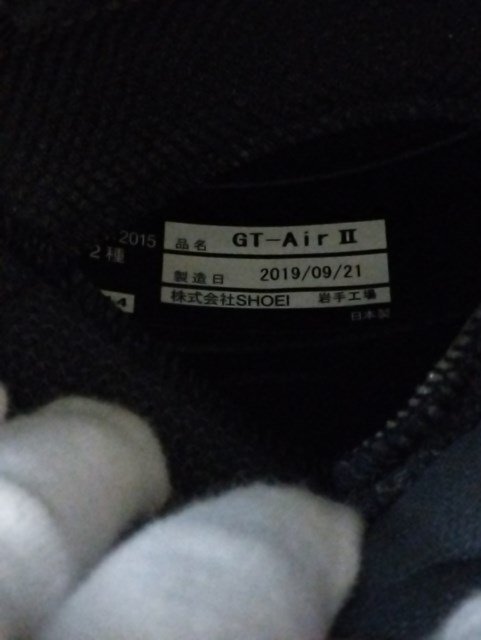 2015
2種
品名 GT-Air II
製造日 2019/09/21
株式会社SHOEI 岩手工場
日本製